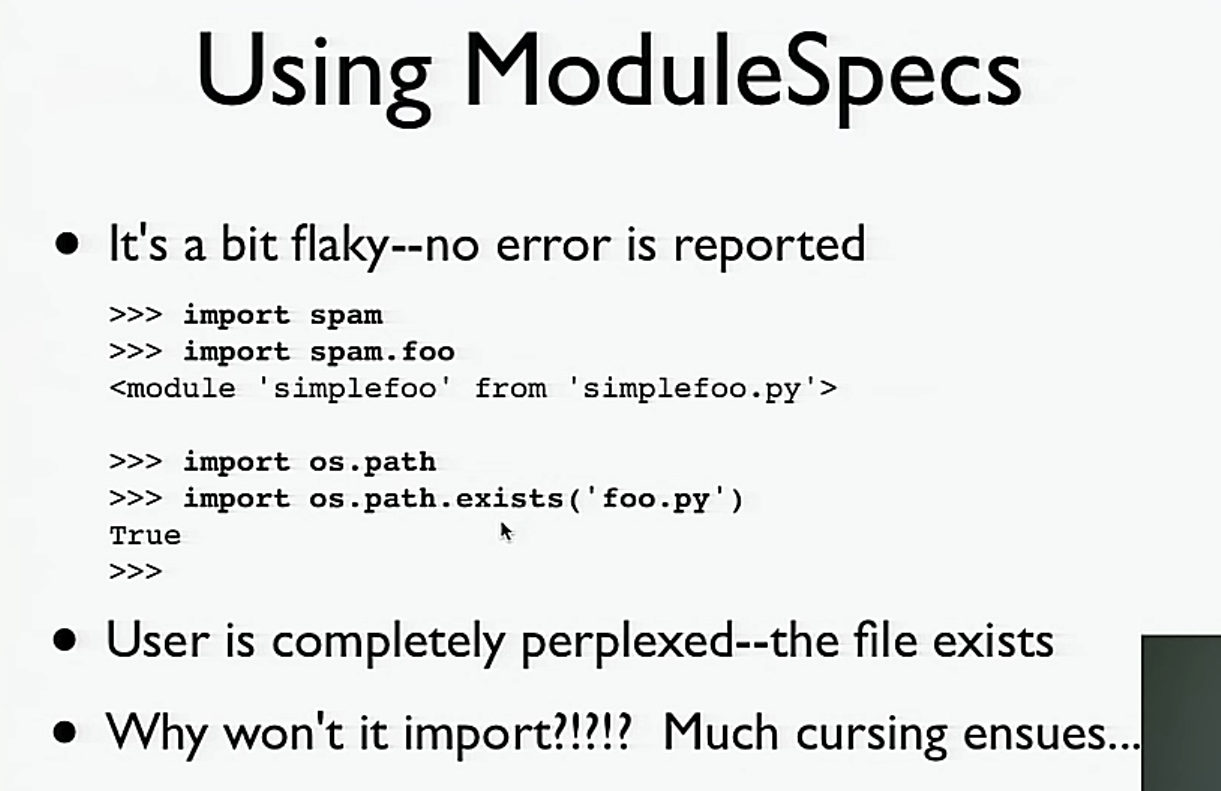 Using ModuleSpecs
• It's a bit flaky--no error is reported
>>> import spam
>>> import spam.foo
<module 'simplefoo' from 'simplefoo.py'>
>>> import os.path
>>> import os.path.exists('foo.py')
True
>>>
• User is completely perplexed--the file exists
• Why won't it import?!?!? Much cursing ensues...